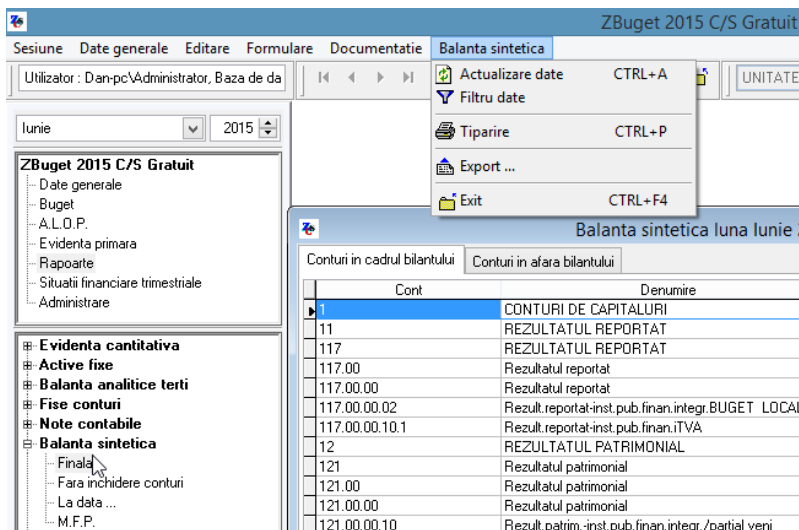 ZBuget 2015 C/S Gratuit
Sesiune Date generale Editare Formulare Documentatie Balanta sintetica
Utilizator : Dan-pc\Administrator, Baza de da
UNITATE
Actualizare date CTRL+A
Filtru date
Tiparire CTRL+P
Export ...
Exit CTRL+F4
Iunie 2015
ZBuget 2015 C/S Gratuit
Date generale
Buget
A.L.O.P.
Evidenta primara
Rapoarte
Situatii financiare trimestriale
Administrare
Evidenta cantitativa
Active fixe
Balanta analitice terti
Fise conturi
Note contabile
Balanta sintetica
Finala
Fara inchidere conturi
La data ...
M.F.P.
Balanta sintetica luna Iunie
Conturi in cadrul bilantului Conturi in afara bilantului
Cont Denumire
1 CONTURI DE CAPITALURI
11 REZULTATUL REPORTAT
117 REZULTATUL REPORTAT
117.00 Rezultatul reportat
117.00.00 Rezultatul reportat
117.00.00.02 Rezult.reportat-inst.pub.finan.integr.BUGET LOCAL
117.00.00.10.1 Rezult.reportat-inst.pub.finan.iTVA
12 REZULTATUL PATRIMONIAL
121 Rezultatul patrimonial
121.00 Rezultatul patrimonial
121.00.00 Rezultatul patrimonial
121.00.00.10 Rezult.patrim.-inst.pub.finan.integr./partial veni